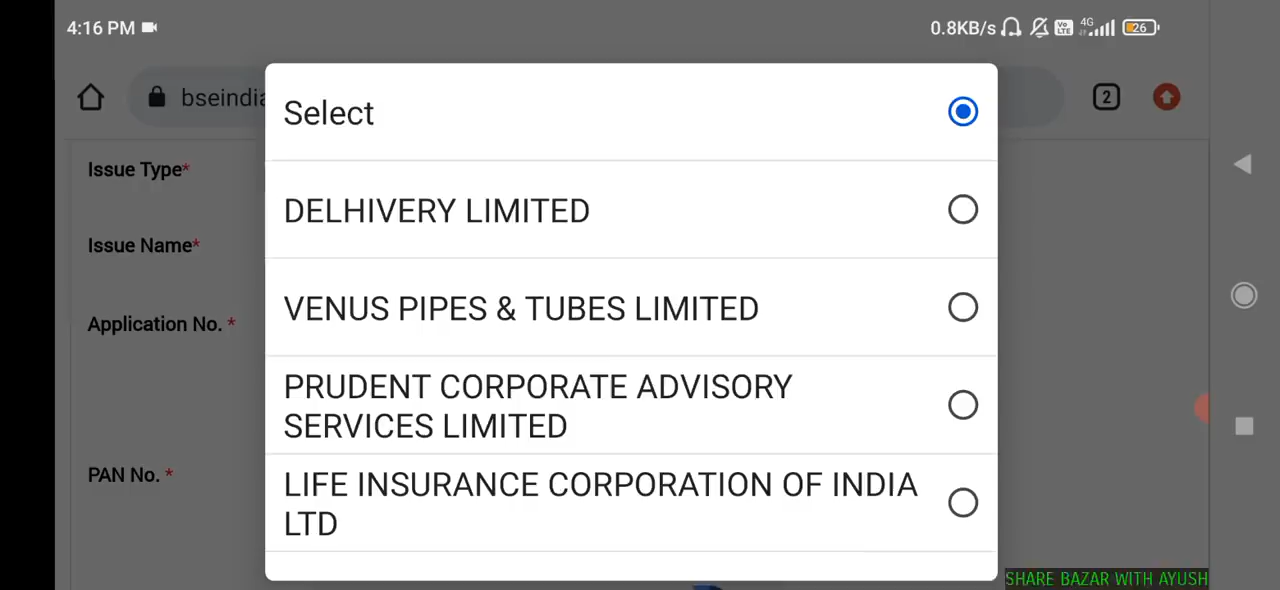 4:16 PM
0.8KB/s
Vo LTE
4G
26
bseindia
2
Select
Issue Type*
DELHIVERY LIMITED
Issue Name*
VENUS PIPES & TUBES LIMITED
Application No. *
PRUDENT CORPORATE ADVISORY
SERVICES LIMITED
PAN No. *
LIFE INSURANCE CORPORATION OF INDIA
LTD
SHARE BAZAR WITH AYUSH